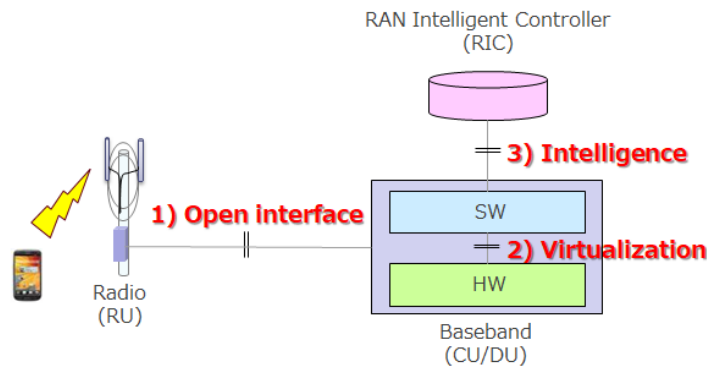 RAN Intelligent Controller
(RIC)
3) Intelligence
1) Open interface
SW
2) Virtualization
HW
Radio
(RU)
Baseband
(CU/DU)